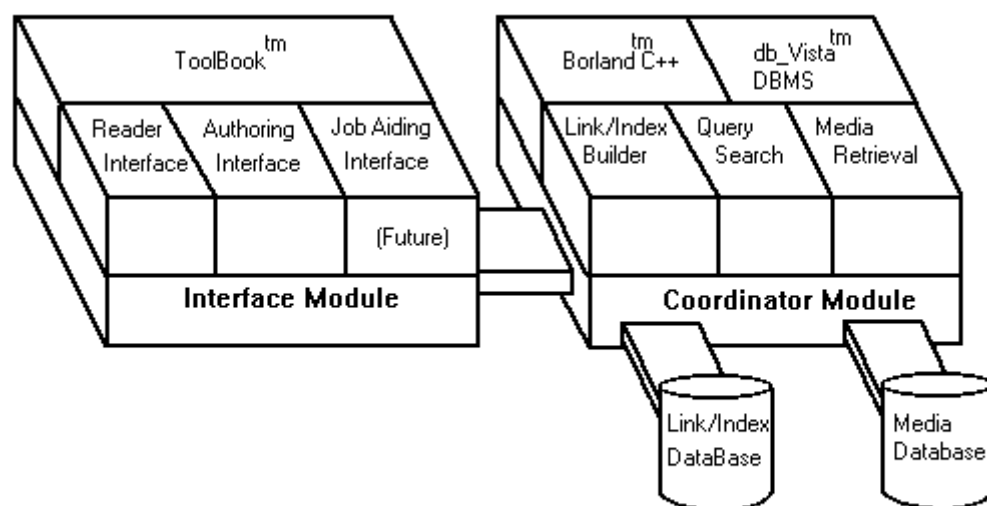 ToolBook tm
Reader
Interface
Authoring
Interface
Job Aiding
Interface
(Future)
Interface Module
tm
Borland C++
tm
db_Vista
DBMS
Link/Index
Builder
Query
Search
Media
Retrieval
Coordinator Module
Link/Index
DataBase
Media
Database